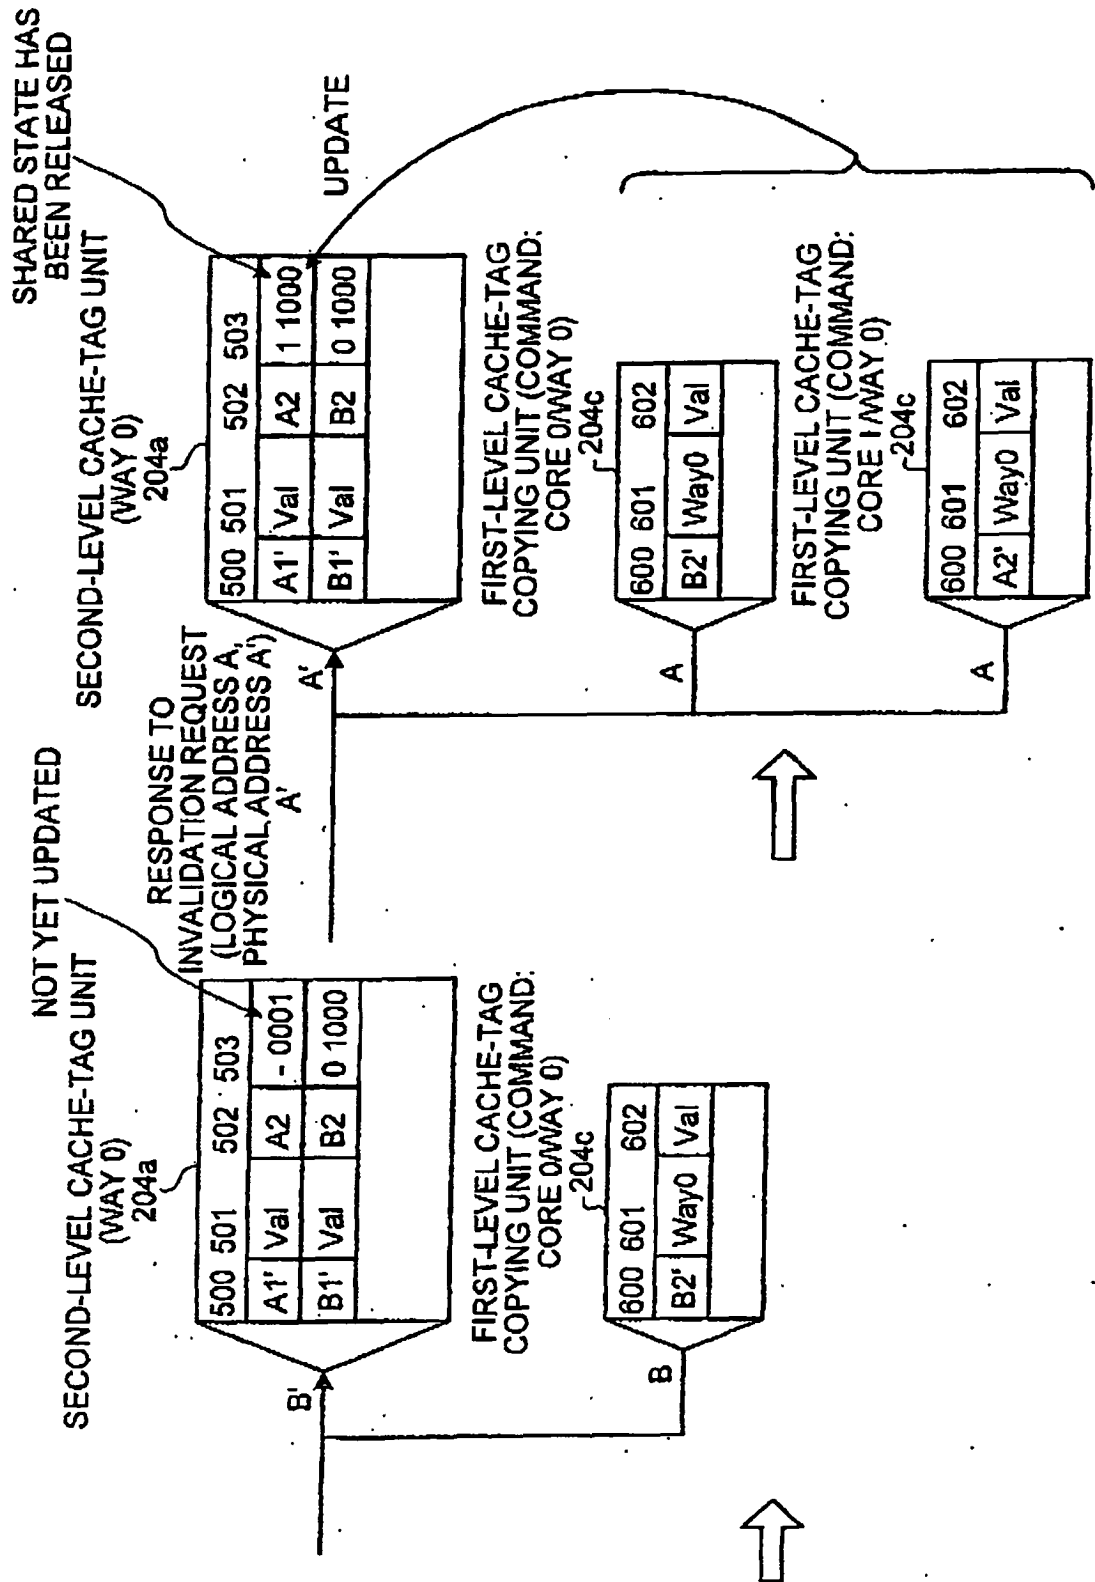 NOT YET UPDATED
SECOND-LEVEL CACHE-TAG UNIT
(WAY 0)
204a
500 501 502 503
A1' Val A2 - 0001
B1' Val B2 0 1000
B'
FIRST-LEVEL CACHE-TAG
COPYING UNIT (COMMAND:
CORE 0/WAY 0)
204c
600 601 602
B2' Way0 Val
B
SHARED STATE HAS
BEEN RELEASED
SECOND-LEVEL CACHE-TAG UNIT
(WAY 0)
204a
500 501 502 503
A1' Val A2 1 1000
B1' Val B2 0 1000
UPDATE
RESPONSE TO
INVALIDATION REQUEST
(LOGICAL ADDRESS A,
PHYSICAL ADDRESS A')
A'
A'
FIRST-LEVEL CACHE-TAG
COPYING UNIT (COMMAND:
CORE 0/WAY 0)
204c
600 601 602
B2' Way0 Val
A
FIRST-LEVEL CACHE-TAG
COPYING UNIT (COMMAND:
CORE 1/WAY 0)
204c
600 601 602
A2' Way0 Val
A